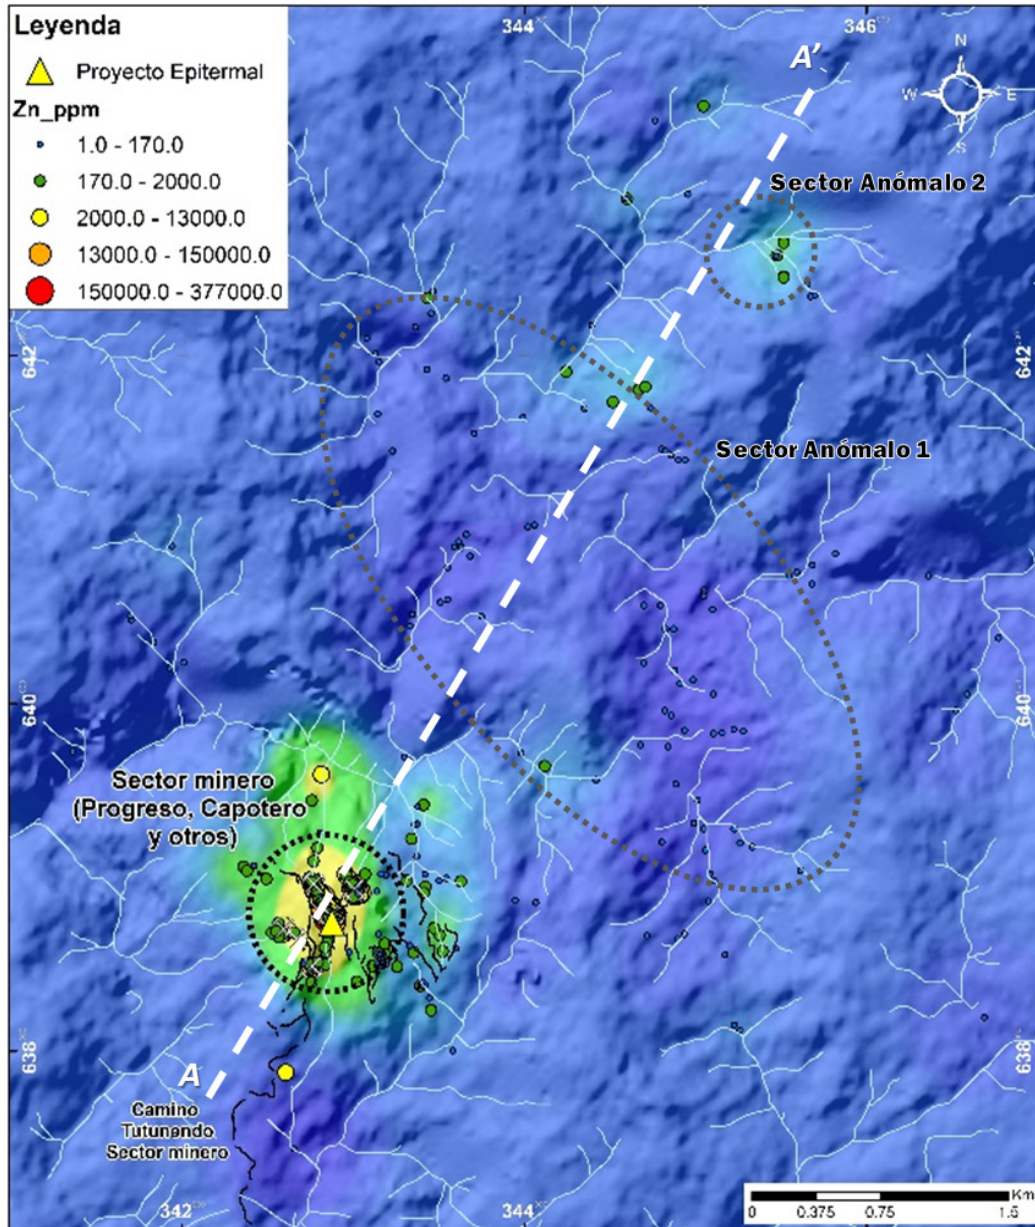 Leyenda
Proyecto Epitermal
Zn_ppm
1.0 - 170.0
170.0 - 2000.0
2000.0 - 13000.0
13000.0 - 150000.0
150000.0 - 377000.0
344
346
A'
N
W
E
S
Sector Anómalo 2
642
642
Sector Anómalo 1
640
640
Sector minero
(Progreso, Capotero
y otros)
638
638
A
Camino
Tutunando
Sector minero
342
344
Km
0
0.375
0.75
1.5